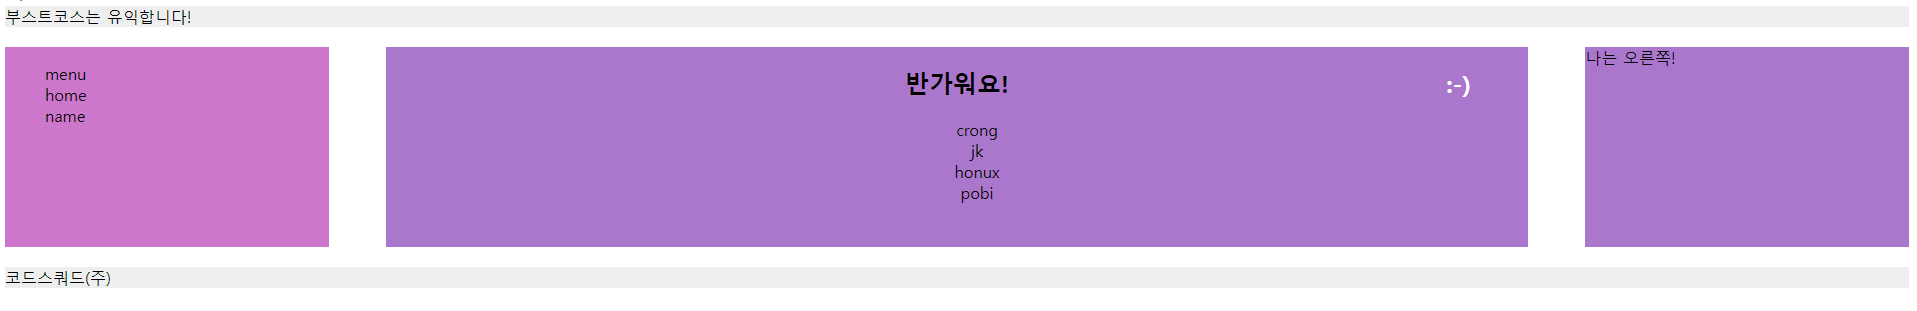 부스트코스는 유익합니다!
menu
home
name
반가워요!
:-)
crong
jk
honux
pobi
나는 오른쪽!
코드스쿼드(주)